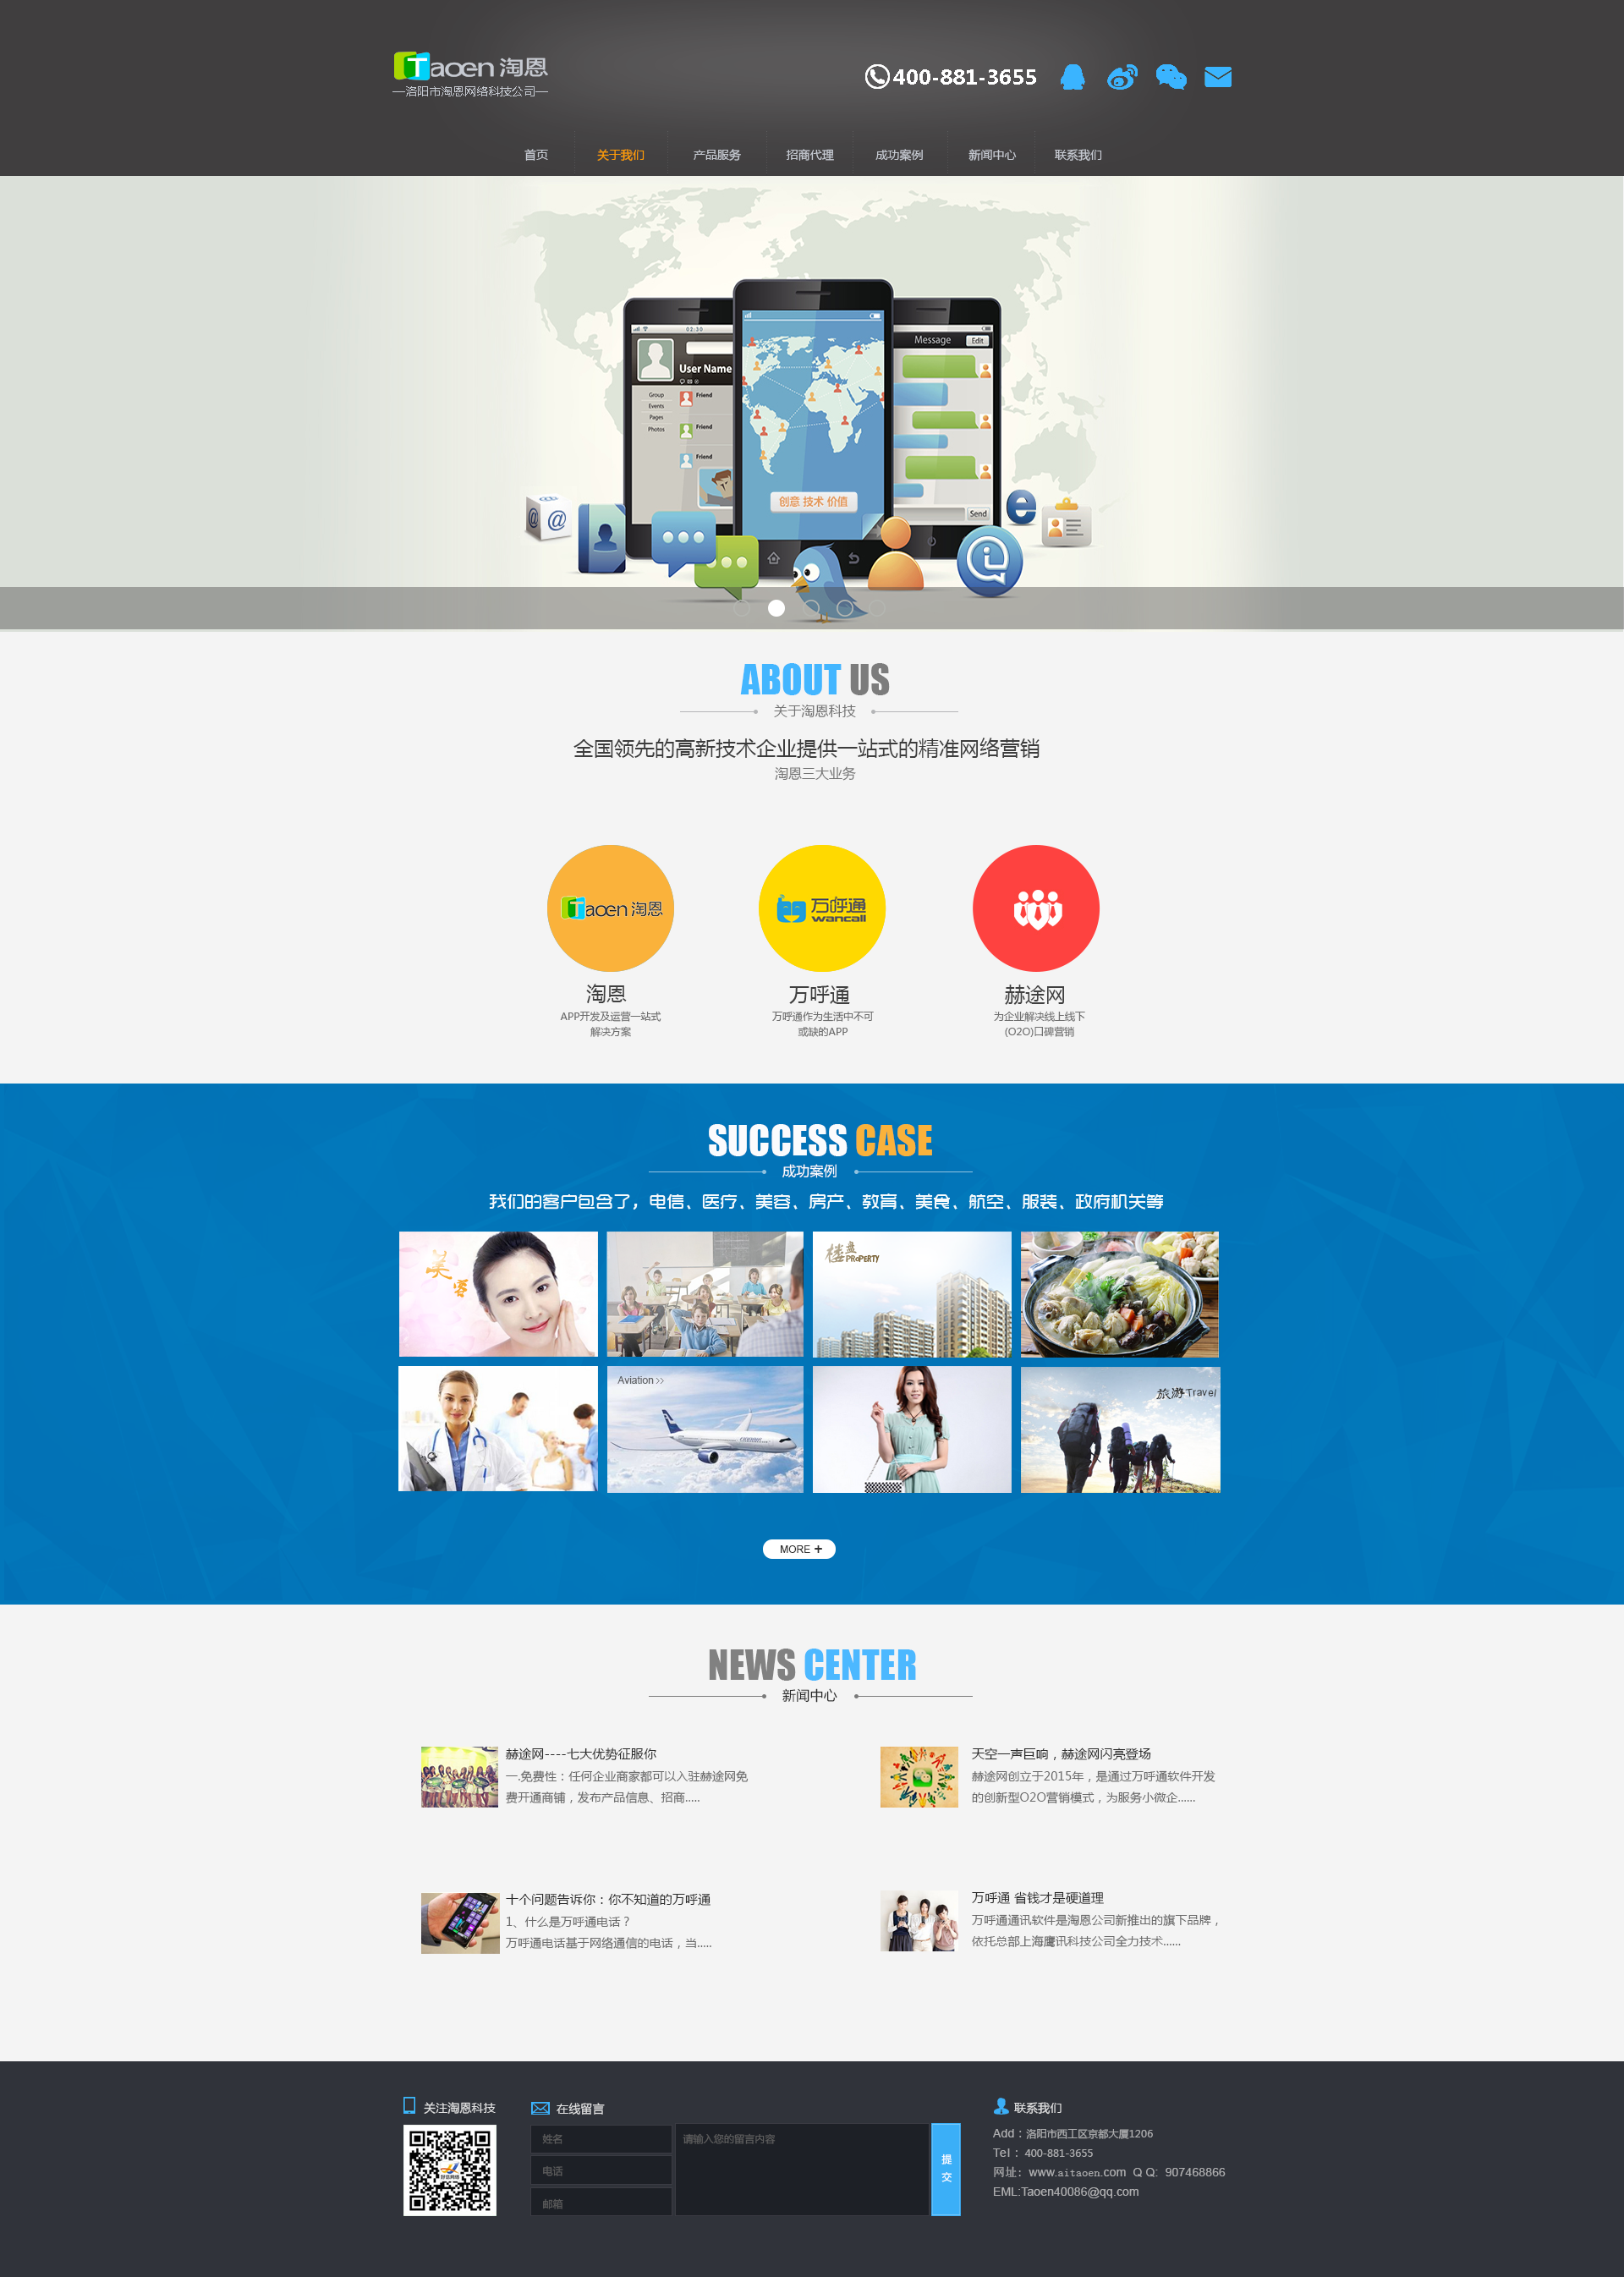 Taoen 淘恩
—洛阳市淘恩网络科技公司—
400-881-3655
首页 关于我们 产品服务 招商代理 成功案例 新闻中心 联系我们
02:30
User Name
Group
Events
Pages
Photos
Friend
Friend
Friend
创意 技术 价值
Message
Edit
Send
@ @
e
ABOUT US
关于淘恩科技
全国领先的高新技术企业提供一站式的精准网络营销
淘恩三大业务
Taoen 淘恩
万呼通
wancall
淘恩
APP开发及运营一站式
解决方案
万呼通
万呼通作为生活中不可
或缺的APP
赫途网
为企业解决线上线下
(O2O)口碑营销
SUCCESS CASE
成功案例
我们的客户包含了，电信、医疗、美容、房产、教育、美食、航空、服装、政府机关等
美容
楼盘
PROPERTY
Aviation >>
旅游 Travel
MORE +
NEWS CENTER
新闻中心
赫途网----七大优势征服你
一.免费性：任何企业商家都可以入驻赫途网免
费开通商铺，发布产品信息、招商.....
天空一声巨响，赫途网闪亮登场
赫途网创立于2015年，是通过万呼通软件开发
的创新型O2O营销模式，为服务小微企......
十个问题告诉你：你不知道的万呼通
1、什么是万呼通电话？
万呼通电话基于网络通信的电话，当.....
万呼通 省钱才是硬道理
万呼通通讯软件是淘恩公司新推出的旗下品牌，
依托总部上海鹰讯科技公司全力技术......
关注淘恩科技
在线留言
姓名
电话
邮箱
请输入您的留言内容
提
交
联系我们
Add：洛阳市西工区京都大厦1206
Tel： 400-881-3655
网址: www.aitaoen.com Q Q: 907468866
EML:Taoen40086@qq.com